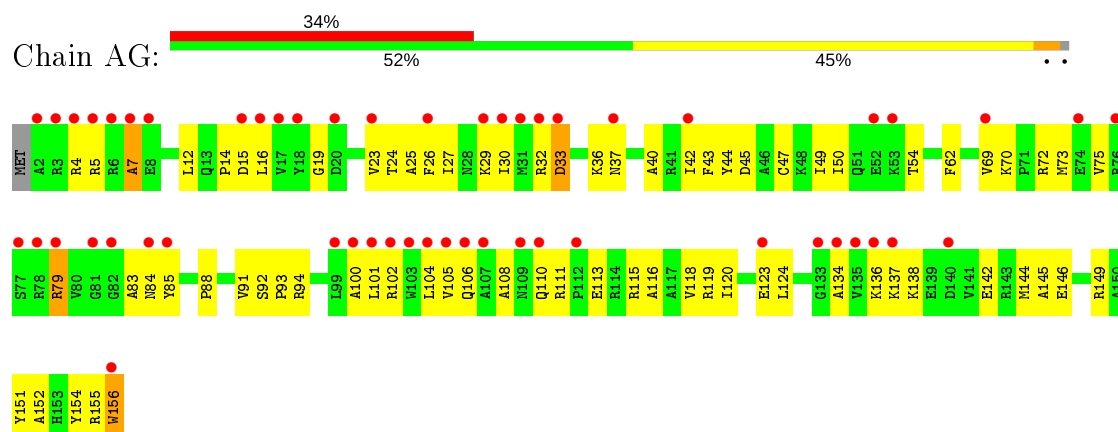 34%
Chain AG:
52% 45% . .
MET A2 R3 R4 R5 R6 A7 E8 L12 Q13 P14 D15 L16 V17 Y18 G19 D20 V23 T24 A25 F26 I27 N28 K29 I30 M31 R32 D33 K36 N37 A40 R41 I42 F43 Y44 D45 A46 C47 K48 I49 I50 Q51 E52 K53 T54 F62 V69 K70 P71 R72 M73 E74 V75 R76
S77 R78 R79 V80 G81 G82 A83 N84 Y85 P88 V91 S92 P93 R94 L99 A100 L101 R102 W103 L104 V105 Q106 A107 A108 N109 Q110 R111 P112 E113 R114 R115 A116 A117 V118 R119 I120 E123 L124 G133 A134 V135 K136 K137 K138 E139 D140 V141 E142 R143 M144 A145 E146 R149 A150
Y151 A152 H153 Y154 R155 W156